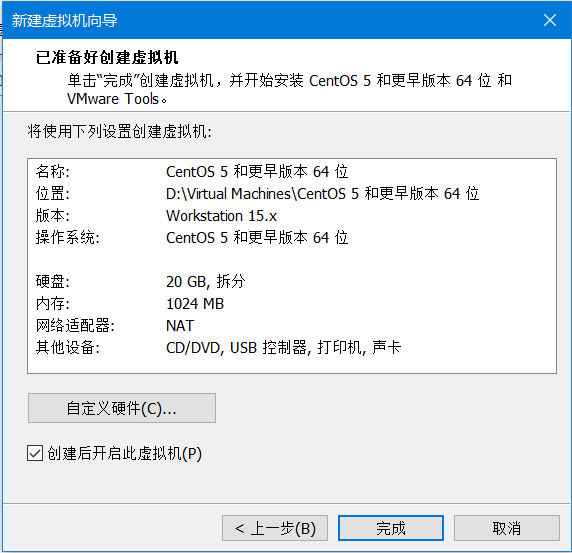 新建虚拟机向导
已准备好创建虚拟机
单击“完成”创建虚拟机，并开始安装 CentOS 5 和更早版本 64 位 和
VMware Tools。
将使用下列设置创建虚拟机:
名称: CentOS 5 和更早版本 64 位
位置: D:\Virtual Machines\CentOS 5 和更早版本 64 位
版本: Workstation 15.x
操作系统: CentOS 5 和更早版本 64 位
硬盘: 20 GB, 拆分
内存: 1024 MB
网络适配器: NAT
其他设备: CD/DVD, USB 控制器, 打印机, 声卡
自定义硬件(C)...
创建后开启此虚拟机(P)
< 上一步(B) 完成 取消